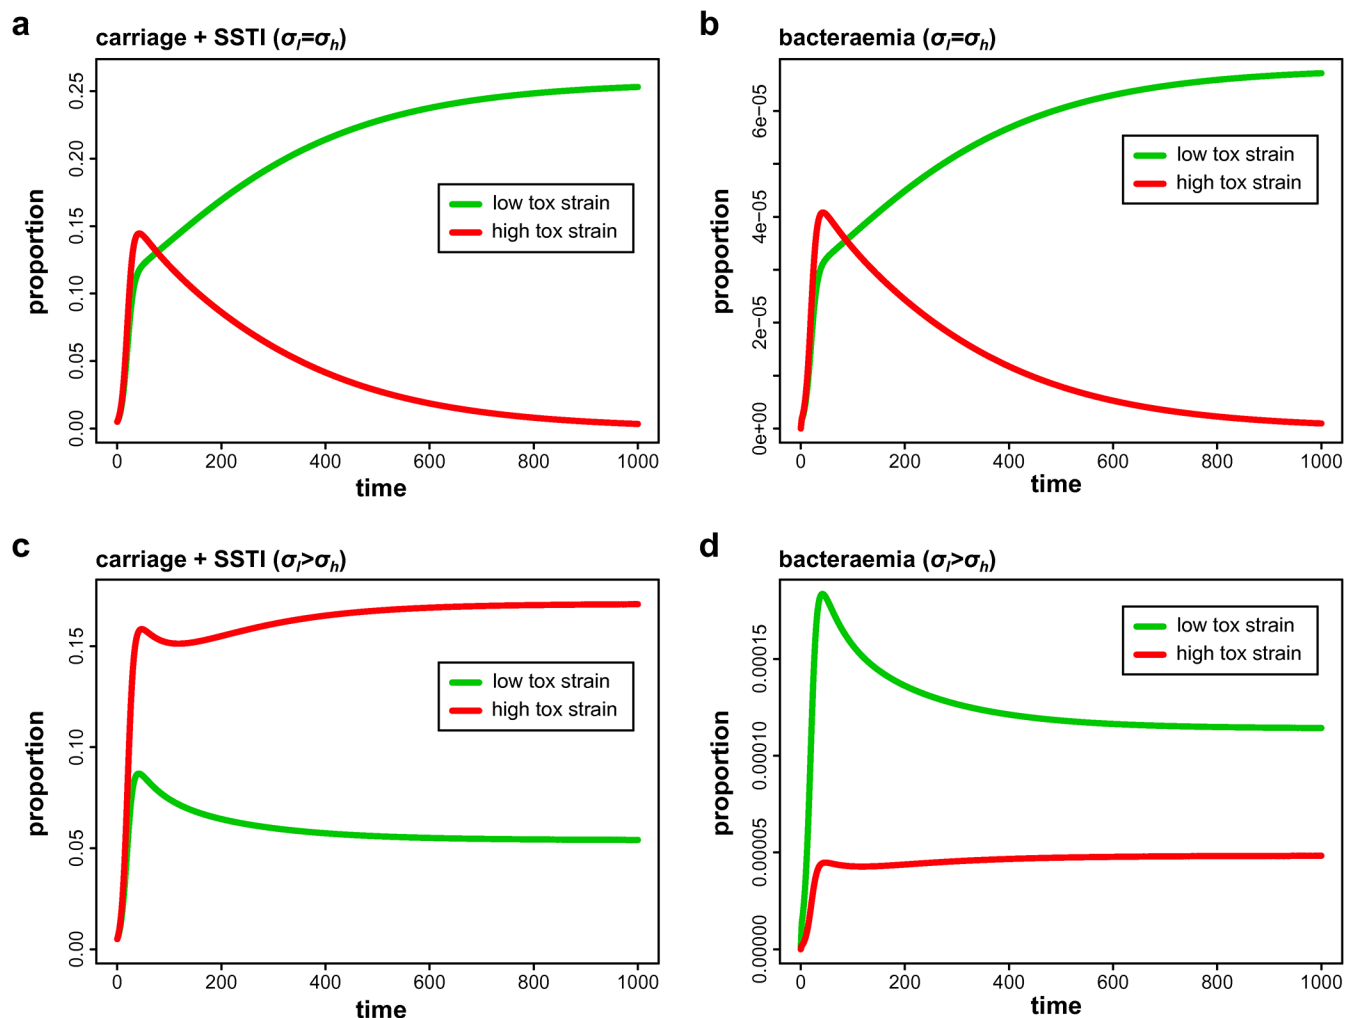 a
carriage + SSTI (σl=σh)
proportion
0.00
0.05
0.10
0.15
0.20
0.25
low tox strain
high tox strain
0
200
400
600
800
1000
time
b
bacteraemia (σl=σh)
proportion
0e+00
2e−05
4e−05
6e−05
low tox strain
high tox strain
0
200
400
600
800
1000
time
c
carriage + SSTI (σl>σh)
proportion
0.00
0.05
0.10
0.15
low tox strain
high tox strain
0
200
400
600
800
1000
time
d
bacteraemia (σl>σh)
proportion
0.00000
0.00005
0.00010
0.00015
low tox strain
high tox strain
0
200
400
600
800
1000
time